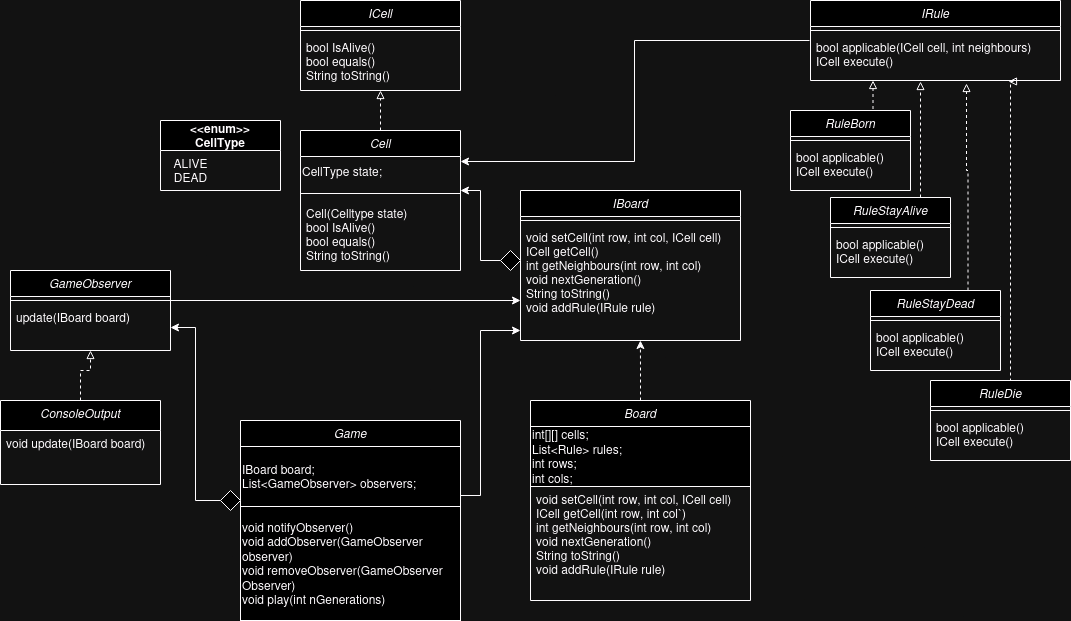 ICell
bool IsAlive()
bool equals()
String toString()
IRule
bool applicable(ICell cell, int neighbours)
ICell execute()
<<enum>>
CellType
ALIVE
DEAD
Cell
CellType state;
Cell(Celltype state)
bool IsAlive()
bool equals()
String toString()
RuleBorn
bool applicable()
ICell execute()
IBoard
void setCell(int row, int col, ICell cell)
ICell getCell()
int getNeighbours(int row, int col)
void nextGeneration()
String toString()
void addRule(IRule rule)
RuleStayAlive
bool applicable()
ICell execute()
GameObserver
update(IBoard board)
RuleStayDead
bool applicable()
ICell execute()
RuleDie
bool applicable()
ICell execute()
ConsoleOutput
void update(IBoard board)
Game
IBoard board;
List<GameObserver> observers;
void notifyObserver()
void addObserver(GameObserver
observer)
void removeObserver(GameObserver
Observer)
void play(int nGenerations)
Board
int[][] cells;
List<Rule> rules;
int rows;
int cols;
void setCell(int row, int col, ICell cell)
ICell getCell(int row, int col`)
int getNeighbours(int row, int col)
void nextGeneration()
String toString()
void addRule(IRule rule)